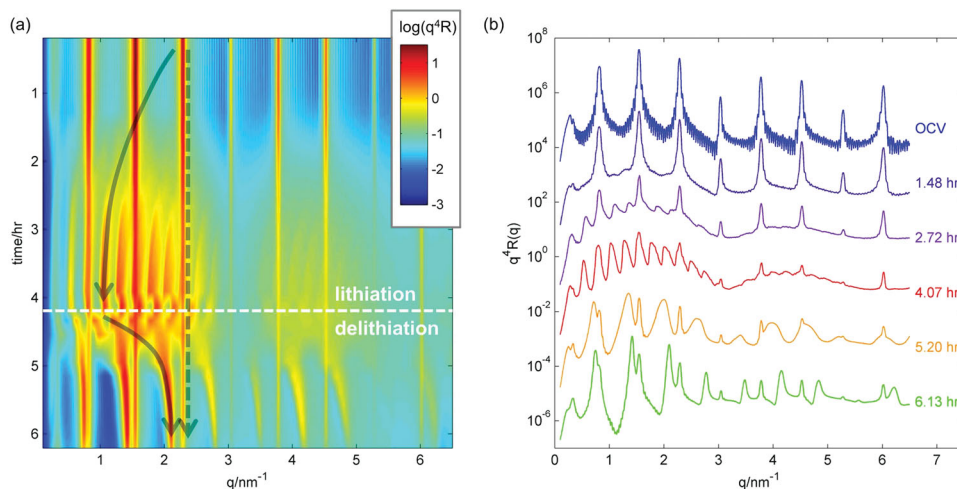 (a)
log(q⁴R)
1
0
-1
-2
-3
1
2
3
4
5
6
time/hr
lithiation
delithiation
1 2 3 4 5 6
q/nm⁻¹
(b)
10⁸
10⁶
10⁴
10²
10⁰
10⁻²
10⁻⁴
10⁻⁶
q⁴R(q)
OCV
1.48 hr
2.72 hr
4.07 hr
5.20 hr
6.13 hr
0 1 2 3 4 5 6 7
q/nm⁻¹